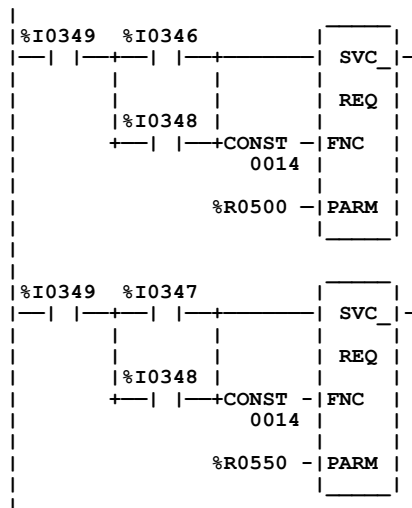 %I0349 %I0346
SVC_
REQ
%I0348
CONST FNC
0014
%R0500 PARM
%I0349 %I0347
SVC_
REQ
%I0348
CONST FNC
0014
%R0550 PARM